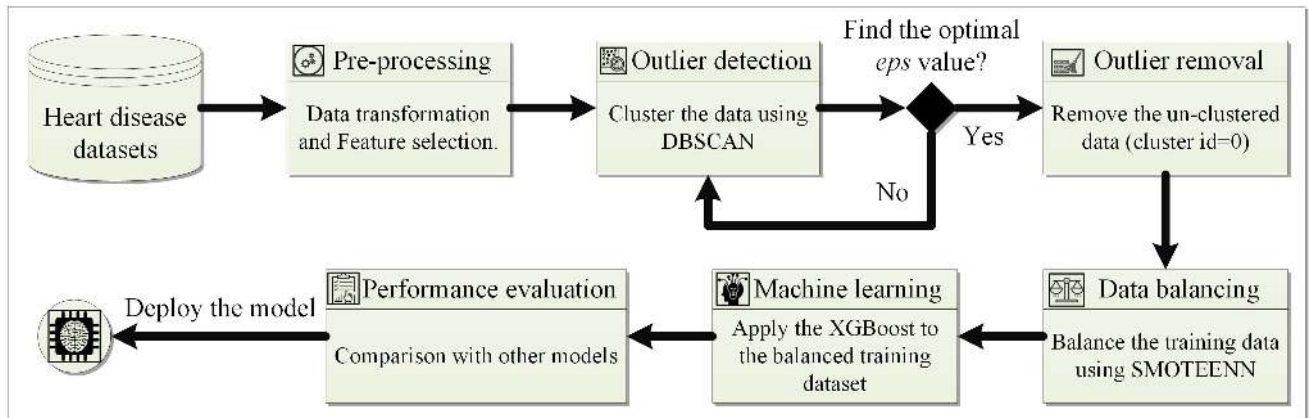 Heart disease
datasets
Pre-processing
Data transformation
and Feature selection.
Outlier detection
Cluster the data using
DBSCAN
Find the optimal
eps value?
Yes
No
Outlier removal
Remove the un-clustered
data (cluster id=0)
Data balancing
Balance the training data
using SMOTEENN
Machine learning
Apply the XGBoost to
the balanced training
dataset
Performance evaluation
Comparison with other models
Deploy the model